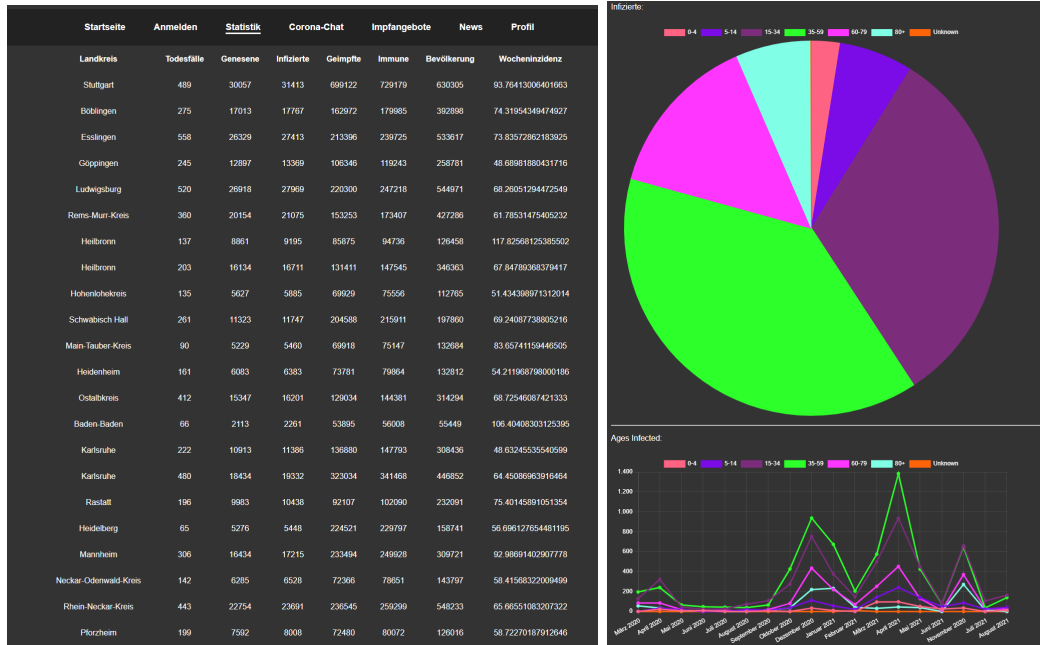 Startseite Anmelden Statistik Corona-Chat Impfangebote News Profil
Landkreis Todesfälle Genesene Infizierte Geimpfte Immune Bevölkerung Wocheninzidenz
Stuttgart 489 30057 31413 699122 729179 630305 93.76413006401663
Böblingen 275 17013 17767 162972 179985 392898 74.31954349474927
Esslingen 558 26329 27413 213396 239725 533617 73.83572862183925
Göppingen 245 12897 13369 106346 119243 258781 48.68981880431716
Ludwigsburg 520 26918 27969 220300 247218 544971 68.26051294472549
Rems-Murr-Kreis 360 20154 21075 153253 173407 427286 61.78531475405232
Heilbronn 137 8861 9195 85875 94736 126458 117.82568125385502
Heilbronn 203 16134 16711 131411 147545 346363 67.84789368379417
Hohenlohekreis 135 5627 5885 69929 75556 112765 51.434398971312014
Schwäbisch Hall 261 11323 11747 204588 215911 197860 69.24087738805216
Main-Tauber-Kreis 90 5229 5460 69918 75147 132684 83.65741159446505
Heidenheim 161 6083 6383 73781 79864 132812 54.211968798000186
Ostalbkreis 412 15347 16201 129034 144381 314294 68.72546087421333
Baden-Baden 66 2113 2261 53895 56008 55449 106.40408303125395
Karlsruhe 222 10913 11386 136880 147793 308436 48.63245535540599
Karlsruhe 480 18434 19332 323034 341468 446852 64.45086963916464
Rastatt 196 9983 10438 92107 102090 232091 75.40145891051354
Heidelberg 65 5276 5448 224521 229797 158741 56.696127654481195
Mannheim 306 16434 17215 233494 249928 309721 92.98691402907778
Neckar-Odenwald-Kreis 142 6285 6528 72366 78651 143797 58.41568322009499
Rhein-Neckar-Kreis 443 22754 23691 236545 259299 548233 65.66551083207322
Pforzheim 199 7592 8008 72480 80072 126016 58.72270187912646
Infizierte:
0-4 5-14 15-34 35-59 60-79 80+ Unknown
Ages Infected:
0-4 5-14 15-34 35-59 60-79 80+ Unknown
1.400
1.200
1.000
800
600
400
200
0
März 2020 April 2020 Mai 2020 Juni 2020 Juli 2020 August 2020 September 2020 Oktober 2020 Dezember 2020 Januar 2021 Februar 2021 März 2021 April 2021 Mai 2021 Juni 2021 November 2020 Juli 2021 August 2021